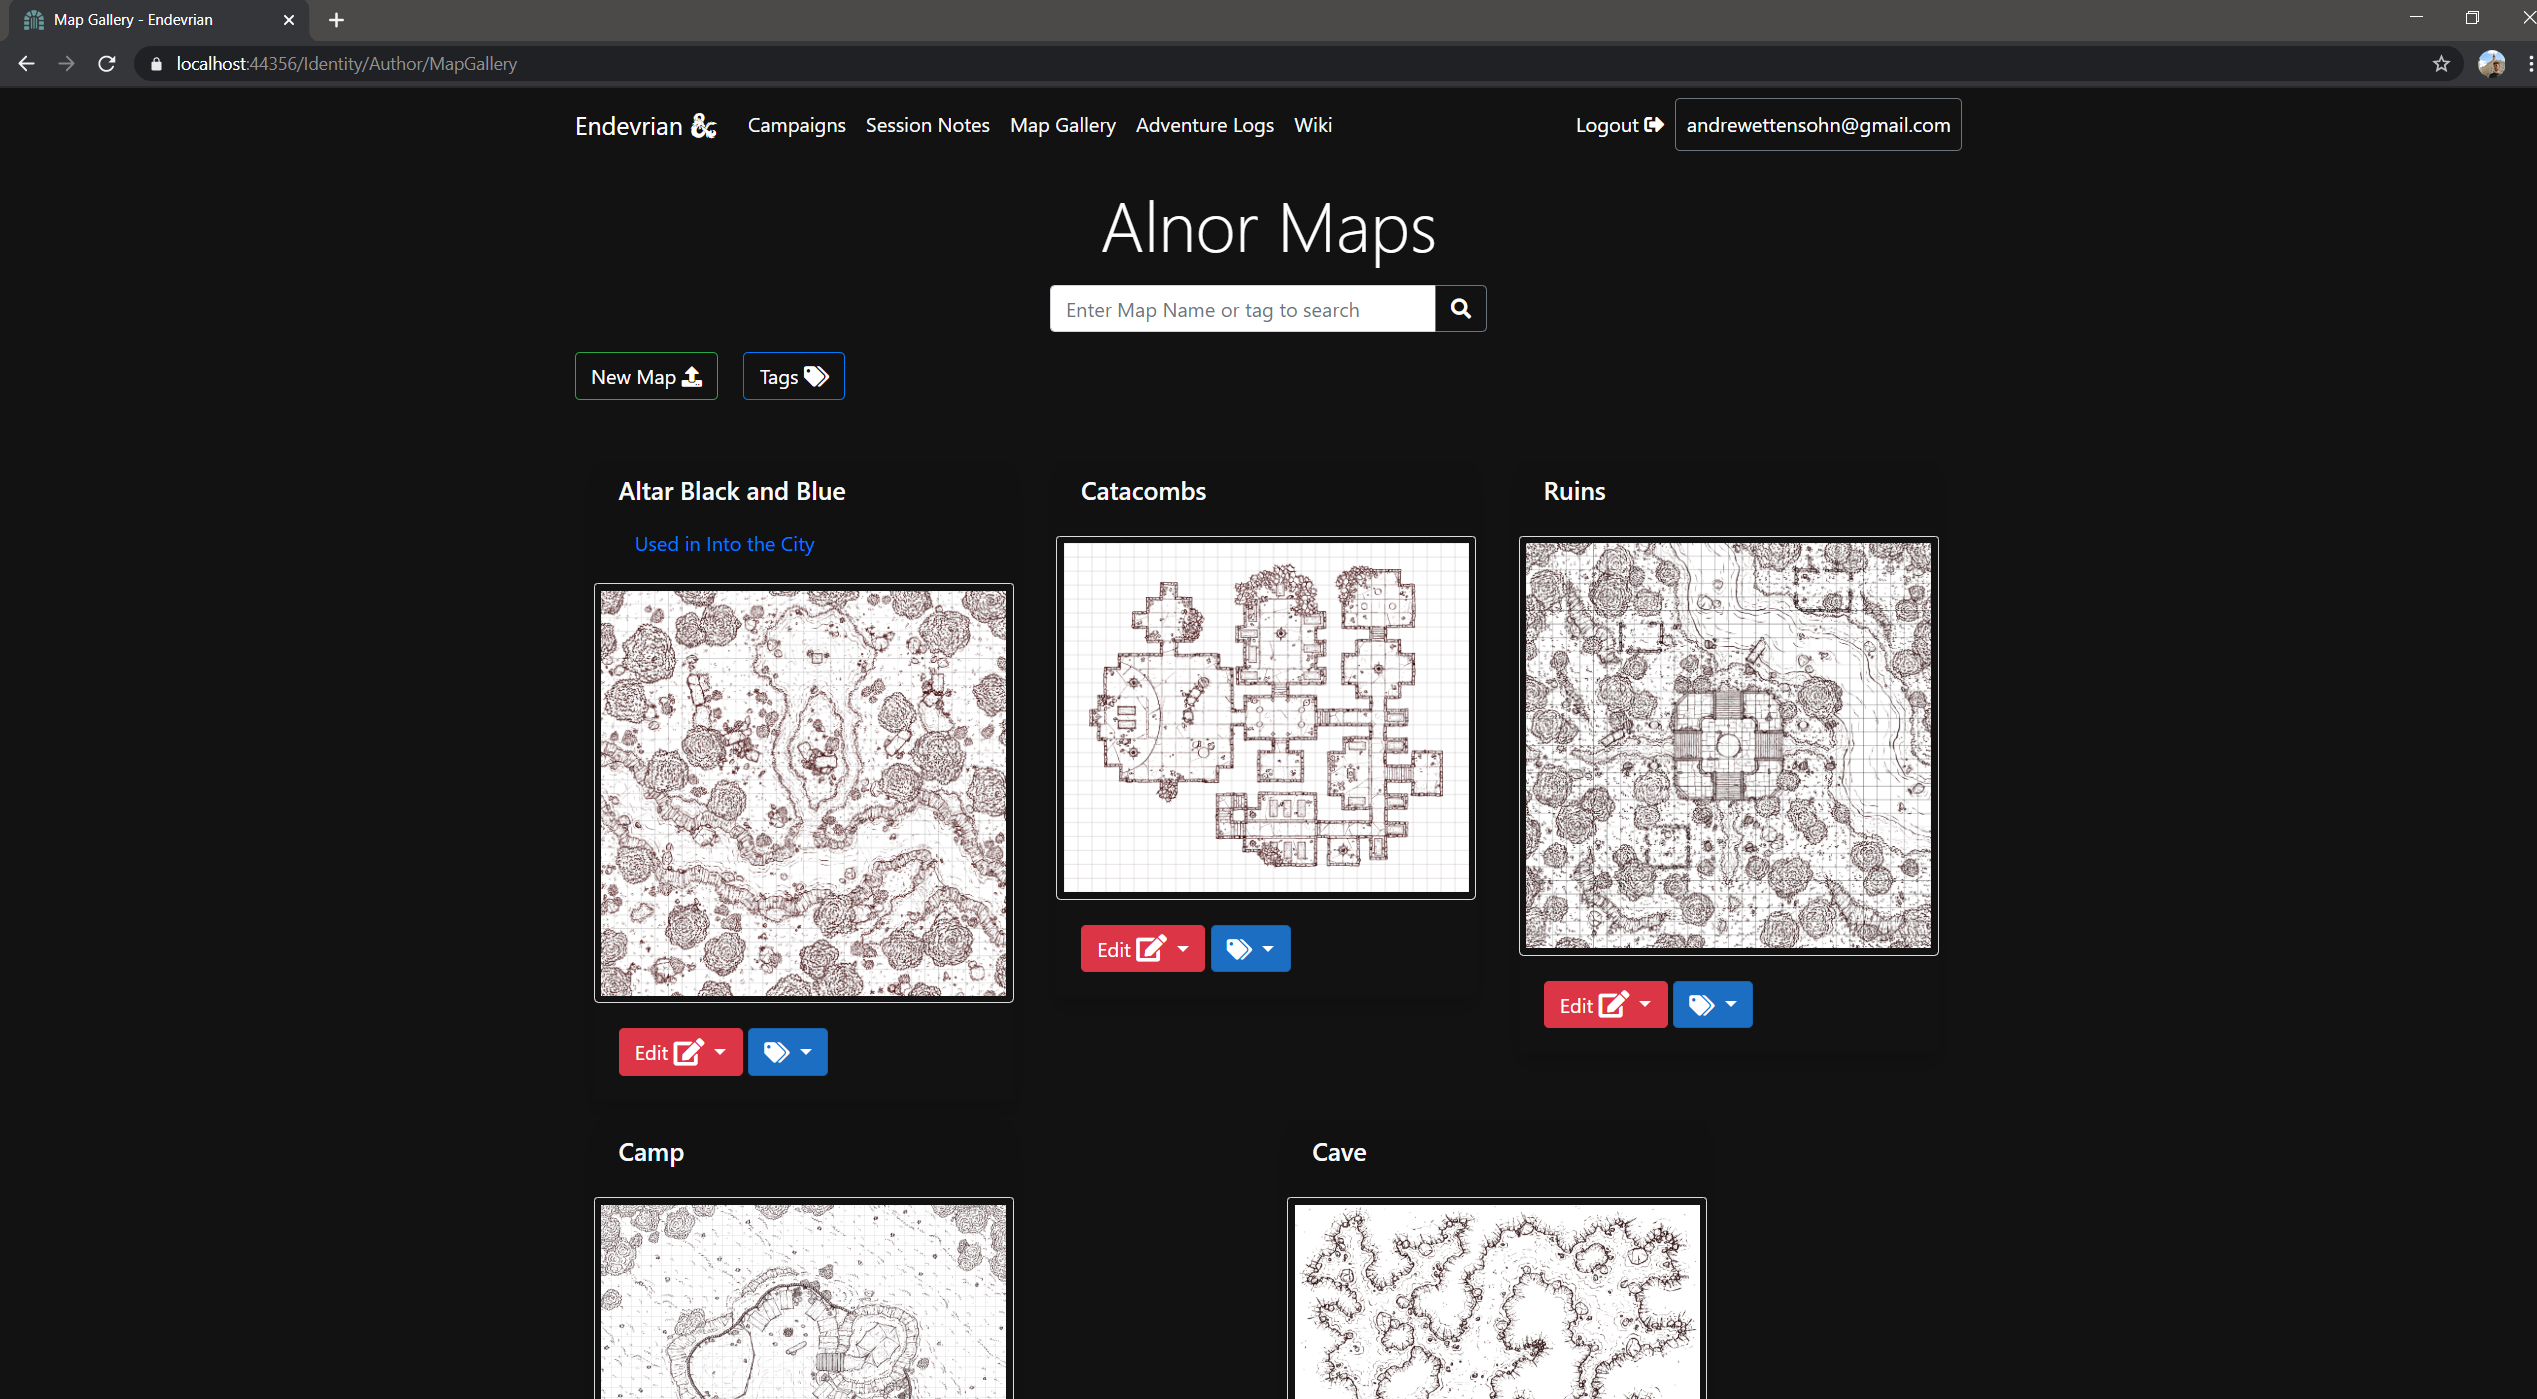 Map Gallery - Endevrian
localhost:44356/Identity/Author/MapGallery
Endevrian & Campaigns Session Notes Map Gallery Adventure Logs Wiki Logout andrewettensohn@gmail.com
Alnor Maps
Enter Map Name or tag to search
New Map Tags
Altar Black and Blue
Used in Into the City
Catacombs
Ruins
Edit
Edit
Edit
Camp
Cave